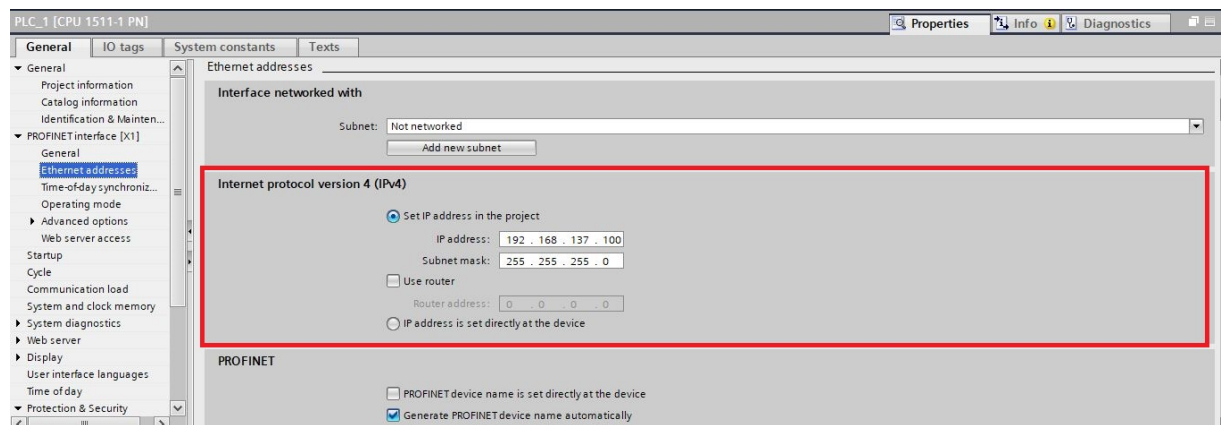 PLC_1 [CPU 1511-1 PN]
Properties
Info
Diagnostics
General
IO tags
System constants
Texts
General
Project information
Catalog information
Identification & Mainten...
PROFINET interface [X1]
General
Ethernet addresses
Time-of-day synchroniz...
Operating mode
Advanced options
Web server access
Startup
Cycle
Communication load
System and clock memory
System diagnostics
Web server
Display
User interface languages
Time of day
Protection & Security
Ethernet addresses
Interface networked with
Subnet: Not networked
Add new subnet
Internet protocol version 4 (IPv4)
Set IP address in the project
IP address: 192 . 168 . 137 . 100
Subnet mask: 255 . 255 . 255 . 0
Use router
Router address: 0 . 0 . 0 . 0
IP address is set directly at the device
PROFINET
PROFINET device name is set directly at the device
Generate PROFINET device name automatically